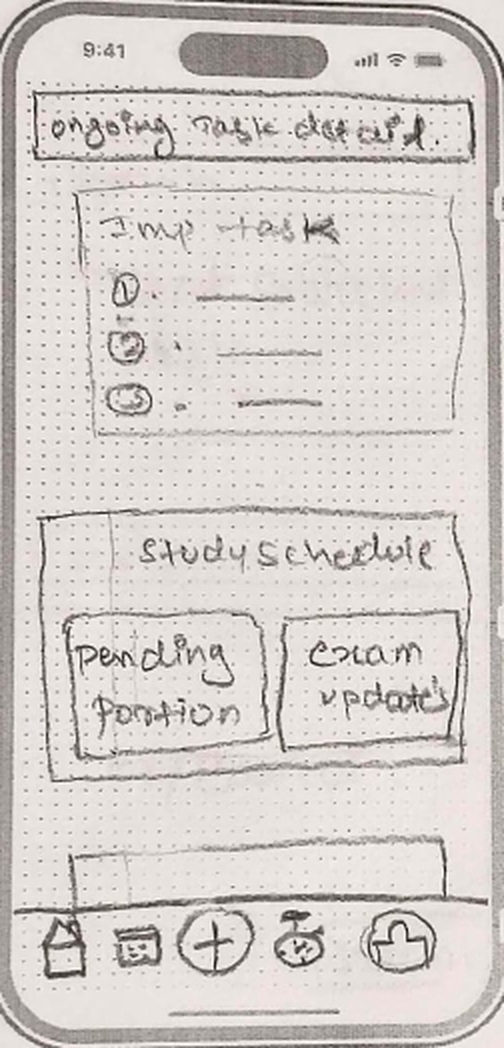 9:41
ongoing Task detail.
Imp task
①.
②.
③.
Study Schedule
pending
Portion
exam
update's